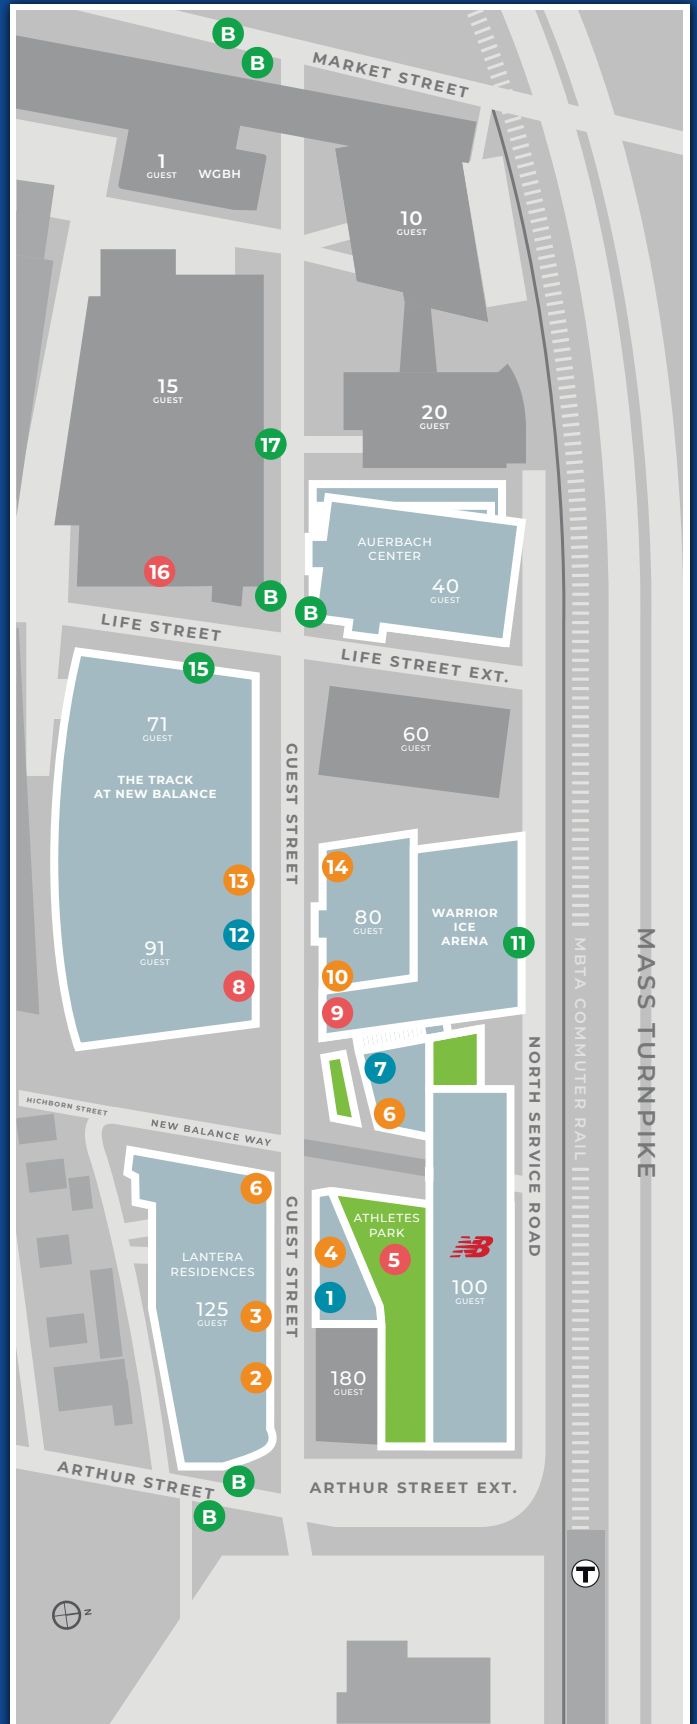 B
B
MARKET STREET
1
GUEST
WGBH
10
GUEST
15
GUEST
20
GUEST
17
AUERBACH
CENTER
40
GUEST
16
B
B
LIFE STREET
LIFE STREET EXT.
15
71
GUEST
60
GUEST
THE TRACK
AT NEW BALANCE
GUEST STREET
14
13
80
GUEST
WARRIOR
ICE
ARENA
12
11
91
GUEST
10
8
9
MBTA COMMUTER RAIL
MASS TURNPIKE
NORTH SERVICE ROAD
7
6
HICHBORN STREET
NEW BALANCE WAY
6
GUEST STREET
ATHLETES
PARK
4
5
NB
LANTERA
RESIDENCES
1
100
GUEST
125
GUEST
3
2
180
GUEST
ARTHUR STREET
B
B
ARTHUR STREET EXT.
T
N